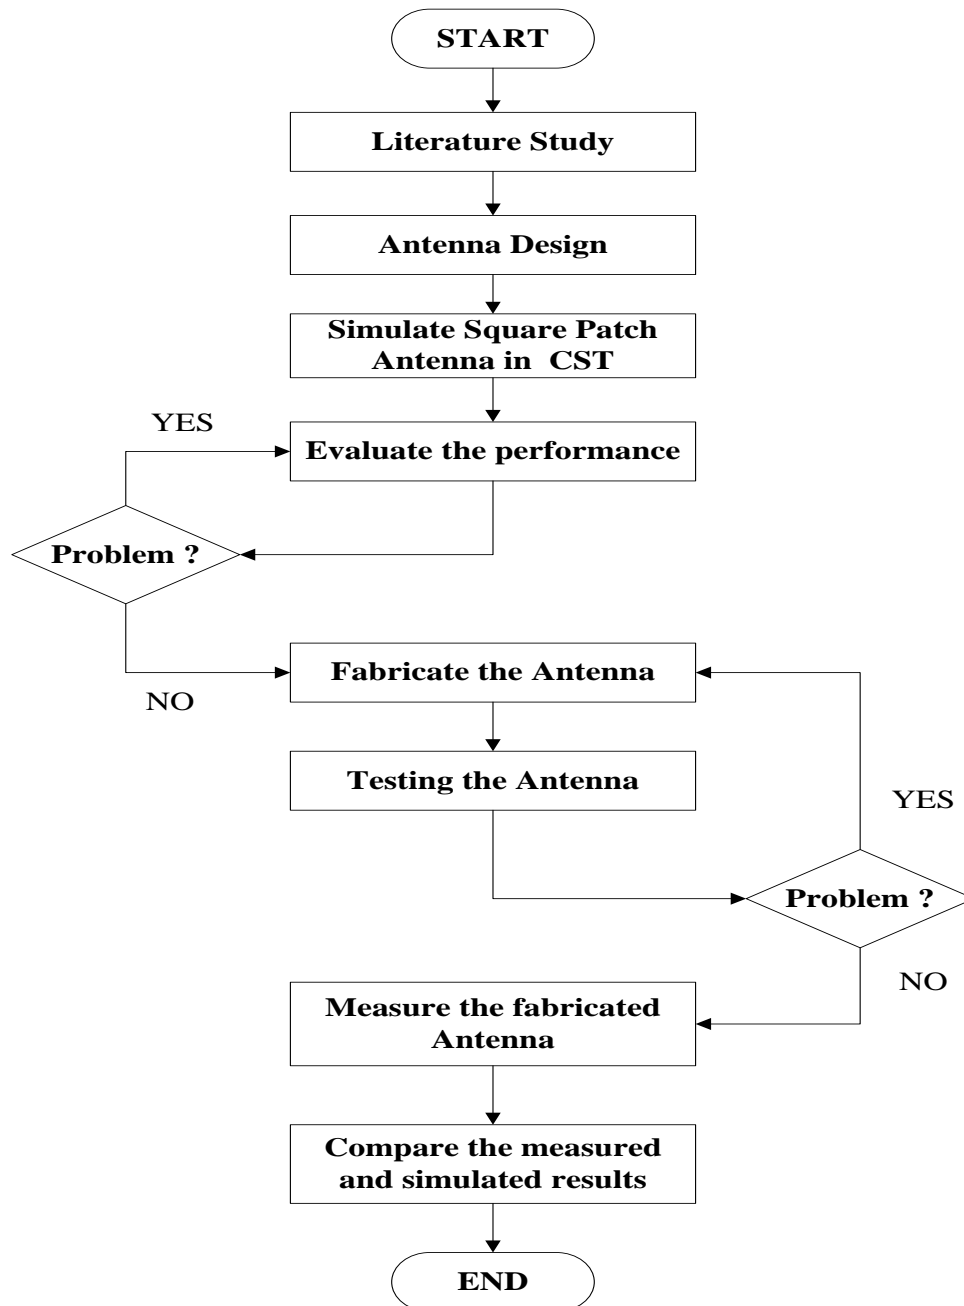 START
Literature Study
Antenna Design
Simulate Square Patch
Antenna in  CST
YES
Evaluate the performance
Problem ?
NO
Fabricate the Antenna
Testing the Antenna
YES
Problem ?
NO
Measure the fabricated
Antenna
Compare the measured
and simulated results
END